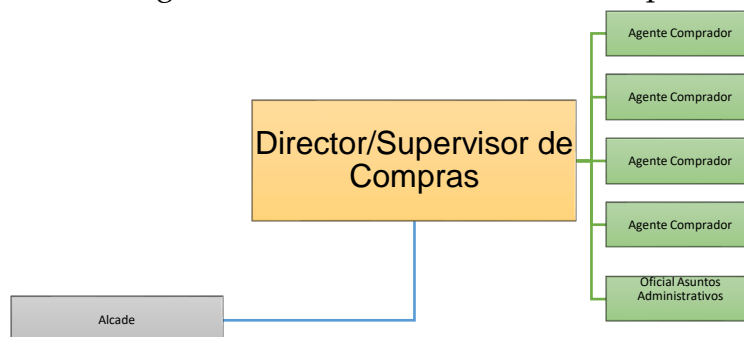 Agente Comprador
Agente Comprador
Director/Supervisor de
Compras
Agente Comprador
Agente Comprador
Oficial Asuntos
Administrativos
Alcade